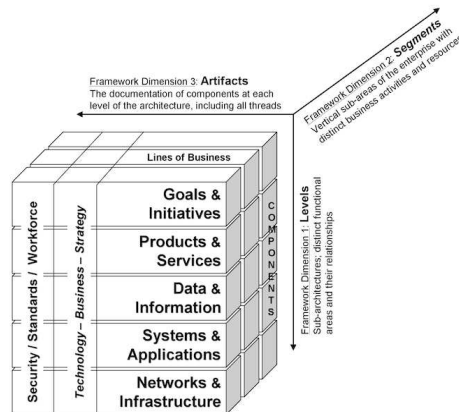 Framework Dimension 3: Artifacts
The documentation of components at each
level of the architecture, including all threads
Framework Dimension 2: Segments
Vertical sub-areas of the enterprise with
distinct business activities and resources
Lines of Business
Security / Standards / Workforce
Technology – Business – Strategy
Goals &
Initiatives
Products &
Services
Data &
Information
Systems &
Applications
Networks &
Infrastructure
COMPONENTS
Framework Dimension 1: Levels
Sub-architectures; distinct functional
areas and their relationships